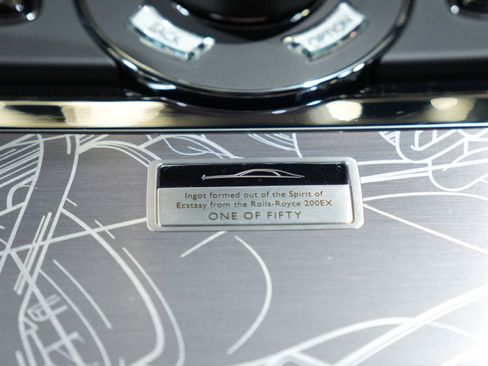 BACK
OPTION
Ingot formed out of the Spirit of
Ecstasy from the Rolls-Royce 200EX
ONE OF FIFTY